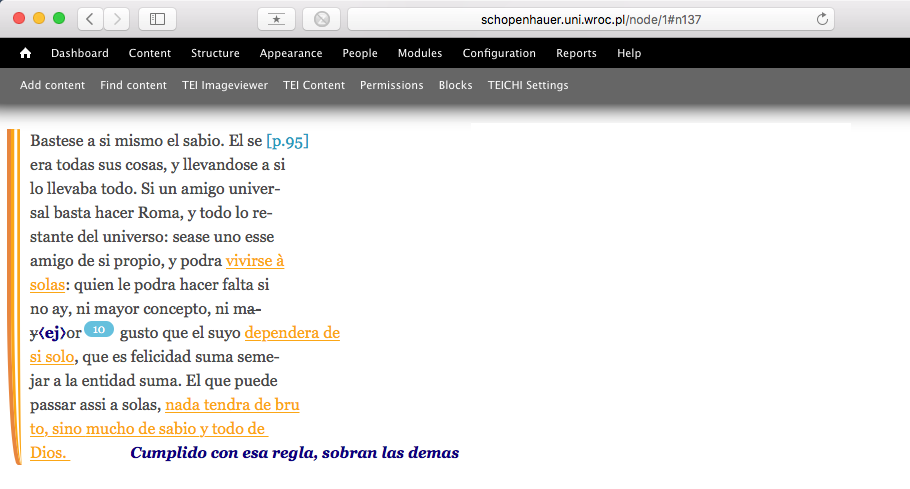 schopenhauer.uni.wroc.pl/node/1#n137
Dashboard Content Structure Appearance People Modules Configuration Reports Help
Add content Find content TEI Imageviewer TEI Content Permissions Blocks TEICHI Settings
Bastese a si mismo el sabio. El se [p.95]
era todas sus cosas, y llevandose a si
lo llevaba todo. Si un amigo univer-
sal basta hacer Roma, y todo lo re-
stante del universo: sease uno esse
amigo de si propio, y podra vivirse à
solas: quien le podra hacer falta si
no ay, ni mayor concepto, ni ma-
y⟨ej⟩or 10 gusto que el suyo dependera de
si solo, que es felicidad suma seme-
jar a la entidad suma. El que puede
passar assi a solas, nada tendra de bru
to, sino mucho de sabio y todo de
Dios. Cumplido con esa regla, sobran las demas